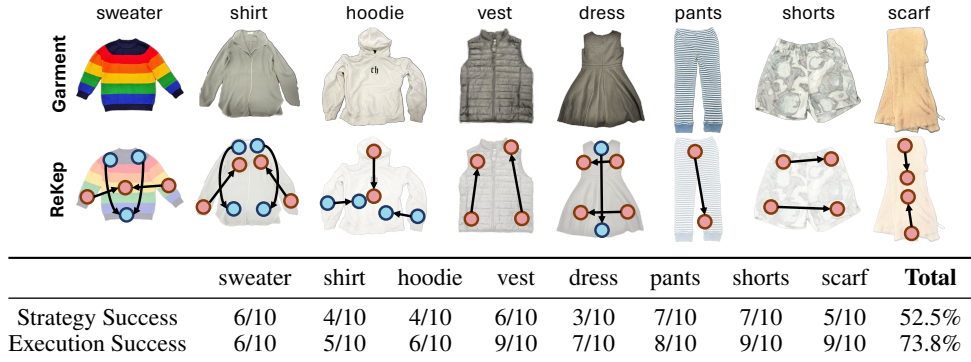 sweater shirt hoodie vest dress pants shorts scarf
Garment
ReKep
sweater shirt hoodie vest dress pants shorts scarf Total
Strategy Success 6/10 4/10 4/10 6/10 3/10 7/10 7/10 5/10 52.5%
Execution Success 6/10 5/10 6/10 9/10 7/10 8/10 9/10 9/10 73.8%